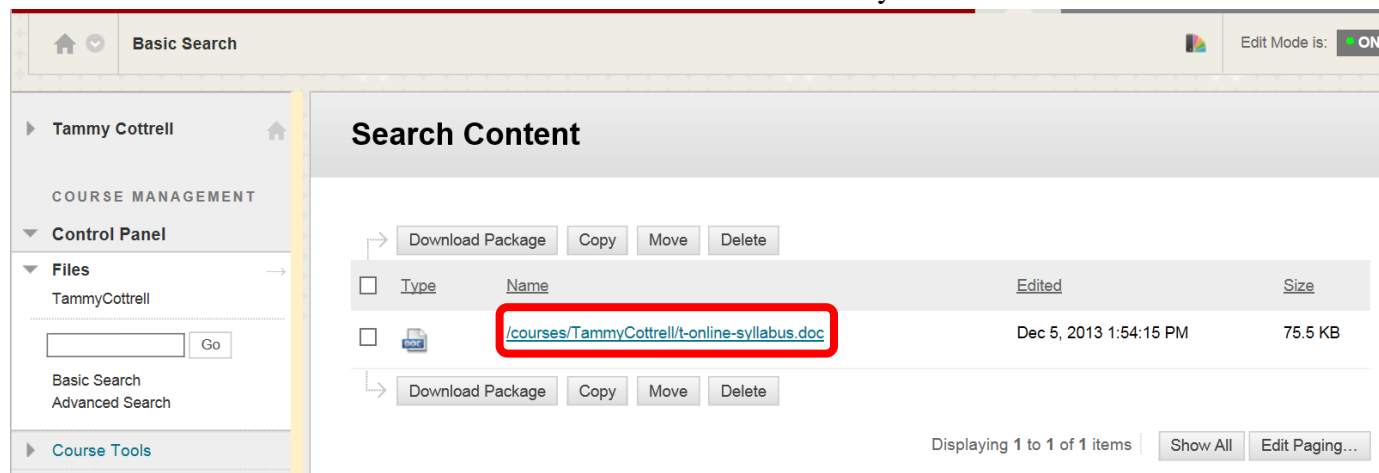 Basic Search
Edit Mode is: ON
Tammy Cottrell
COURSE MANAGEMENT
Control Panel
Files
TammyCottrell
Go
Basic Search
Advanced Search
Course Tools
Search Content
Download Package Copy Move Delete
Type Name Edited Size
DOC /courses/TammyCottrell/t-online-syllabus.doc Dec 5, 2013 1:54:15 PM 75.5 KB
Download Package Copy Move Delete
Displaying 1 to 1 of 1 items Show All Edit Paging...